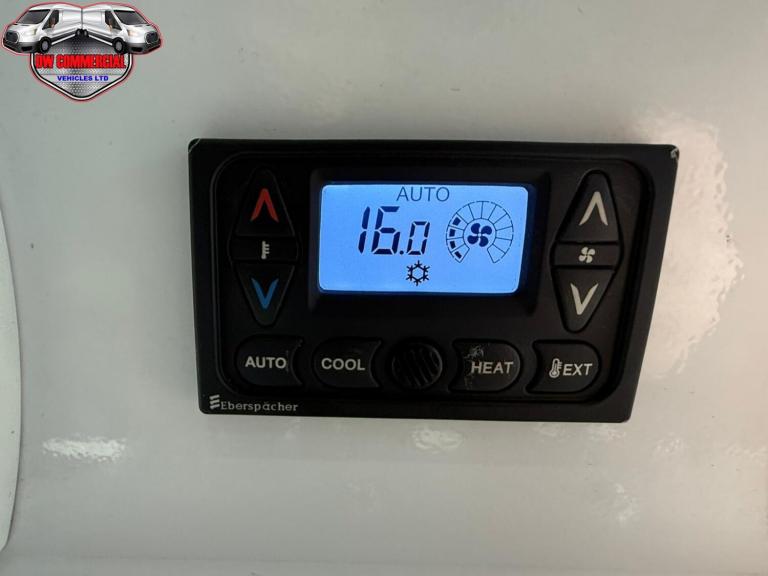 DW COMMERCIAL
VEHICLES LTD
AUTO
16.0
AUTO COOL HEAT EXT
Eberspächer